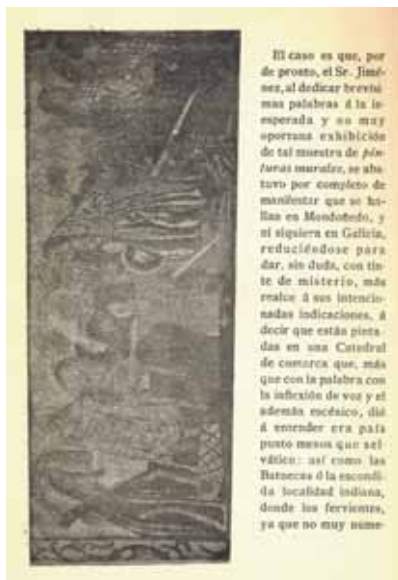 El caso es que, por
de pronto, el Sr. Jimé-
nez, al dedicar breví si
mas palabras á la in-
esperada y no muy
oportuna exhibición
de tal muestra de pin-
turas murales, se abs-
tuvo por completo de
manifestar que se ha-
llan en Mondoñedo, y
ni siquiera en Galicia,
reduciéndose para
dar, sin duda, con tin-
te de misterio, más
realce á sus intencio-
nadas indicaciones, á
decir que están pinta-
das en una Catedral
de comarca que, más
que con la palabra con
la inflexión de voz y el
ademán escénico, dió
á entender era país
punto menos que sel-
vático: así como las
Batuecas ó la escondi-
da localidad indiana,
donde los fervientes,
ya que no muy nume-